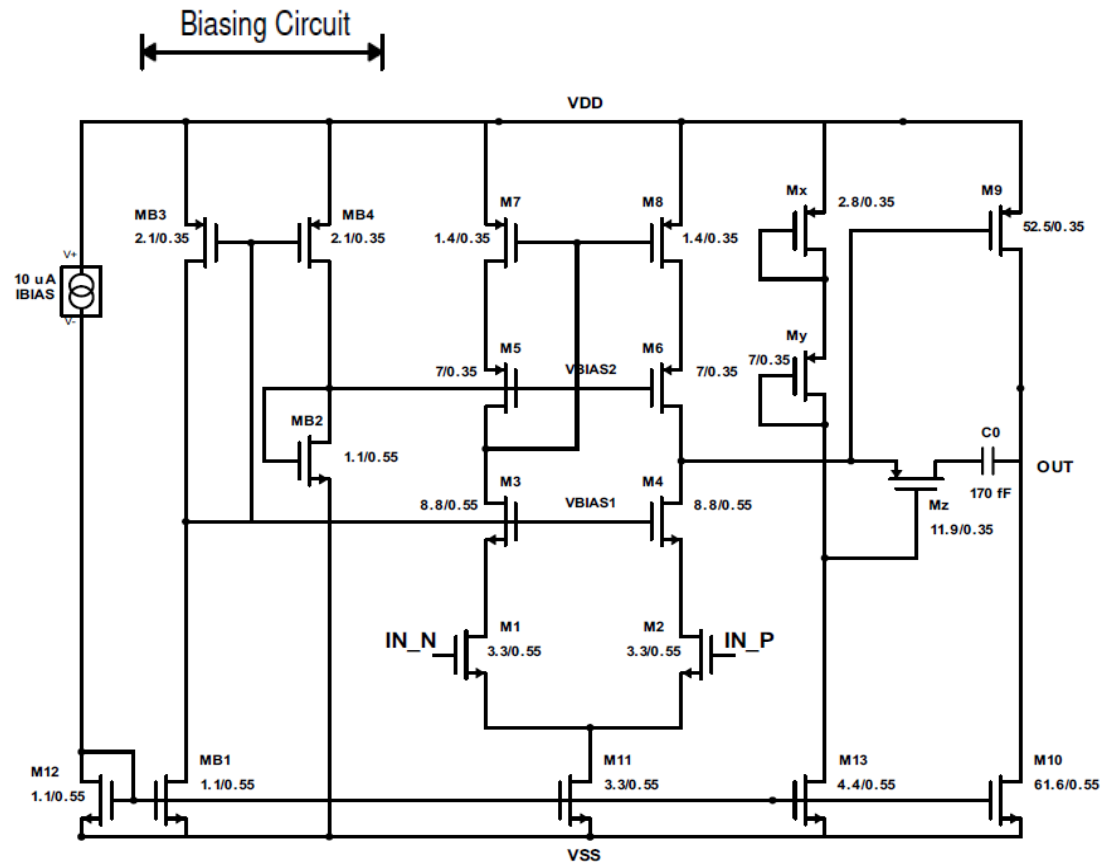 Biasing Circuit
VDD
MB3
2.1/0.35
MB4
2.1/0.35
M7
1.4/0.35
M8
1.4/0.35
Mx
2.8/0.35
M9
52.5/0.35
V+
10 uA
IBIAS
V-
M5
7/0.35
VBIAS2
M6
7/0.35
My
7/0.35
MB2
1.1/0.55
C0
170 fF
OUT
Mz
11.9/0.35
M3
8.8/0.55
VBIAS1
M4
8.8/0.55
IN_N
M1
3.3/0.55
M2
3.3/0.55
IN_P
M12
1.1/0.55
MB1
1.1/0.55
M11
3.3/0.55
M13
4.4/0.55
M10
61.6/0.55
VSS